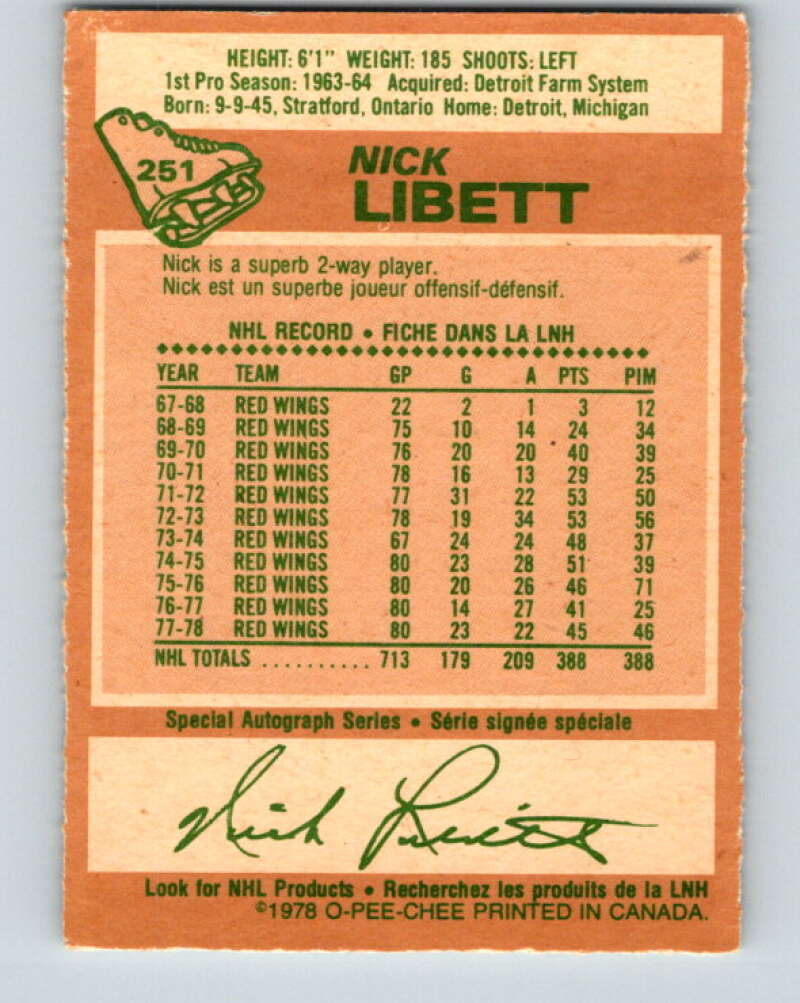 HEIGHT: 6'1" WEIGHT: 185 SHOOTS: LEFT
1st Pro Season: 1963-64 Acquired: Detroit Farm System
Born: 9-9-45, Stratford, Ontario Home: Detroit, Michigan
251
NICK
LIBETT
Nick is a superb 2-way player.
Nick est un superbe joueur offensif-défensif.
NHL RECORD • FICHE DANS LA LNH
YEAR TEAM GP G A PTS PIM
67-68 RED WINGS 22 2 1 3 12
68-69 RED WINGS 75 10 14 24 34
69-70 RED WINGS 76 20 20 40 39
70-71 RED WINGS 78 16 13 29 25
71-72 RED WINGS 77 31 22 53 50
72-73 RED WINGS 78 19 34 53 56
73-74 RED WINGS 67 24 24 48 37
74-75 RED WINGS 80 23 28 51 39
75-76 RED WINGS 80 20 26 46 71
76-77 RED WINGS 80 14 27 41 25
77-78 RED WINGS 80 23 22 45 46
NHL TOTALS .......... 713 179 209 388 388
Special Autograph Series • Série signée spéciale
Nick Libett
Look for NHL Products • Recherchez les produits de la LNH
©1978 O-PEE-CHEE PRINTED IN CANADA.